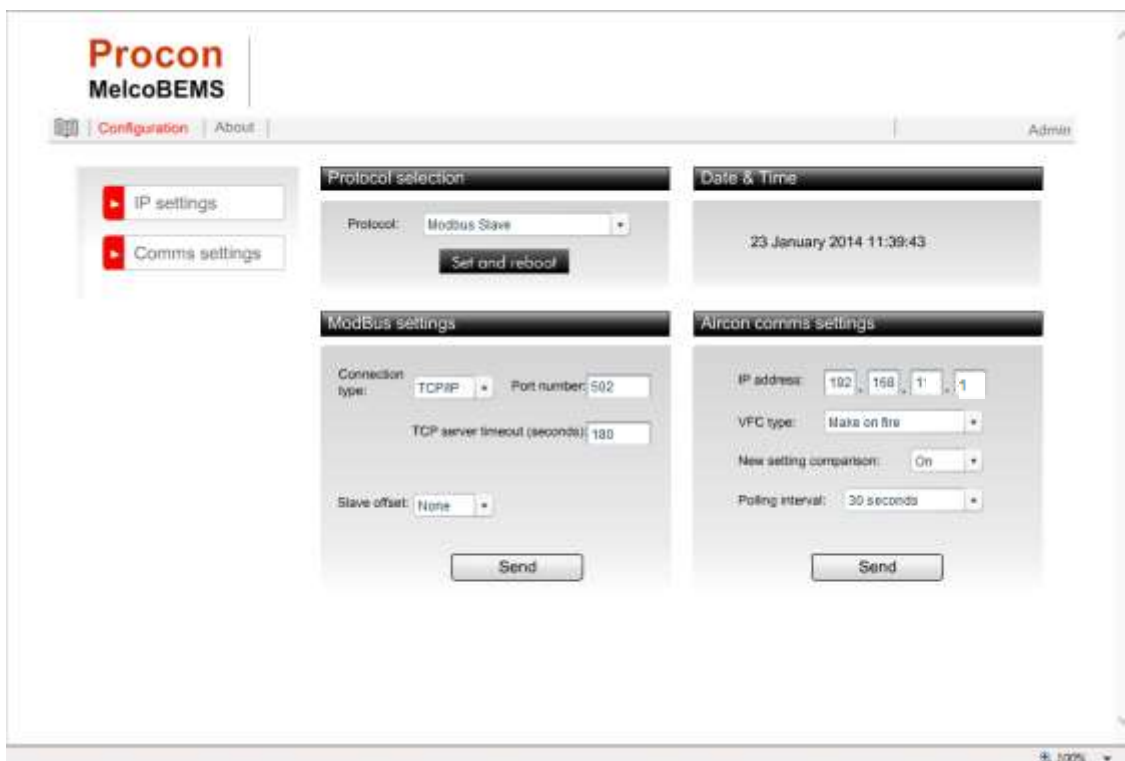 Procon
MelcoBEMS
Configuration About Admin
IP settings
Comms settings
Protocol selection
Protocol: Modbus Slave
Set and reboot
Date & Time
23 January 2014 11:39:43
ModBus settings
Connection type: TCP/IP Port number: 502
TCP server timeout (seconds): 180
Slave offset: None
Send
Aircon comms settings
IP address: 192 . 168 . 1 . 1
VFC type: Make on fire
New setting comparison: On
Polling interval: 30 seconds
Send
100%